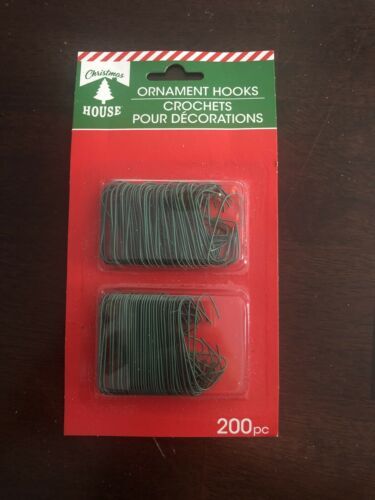 Christmas
HOUSE
ORNAMENT HOOKS
CROCHETS
POUR DÉCORATIONS
200pc